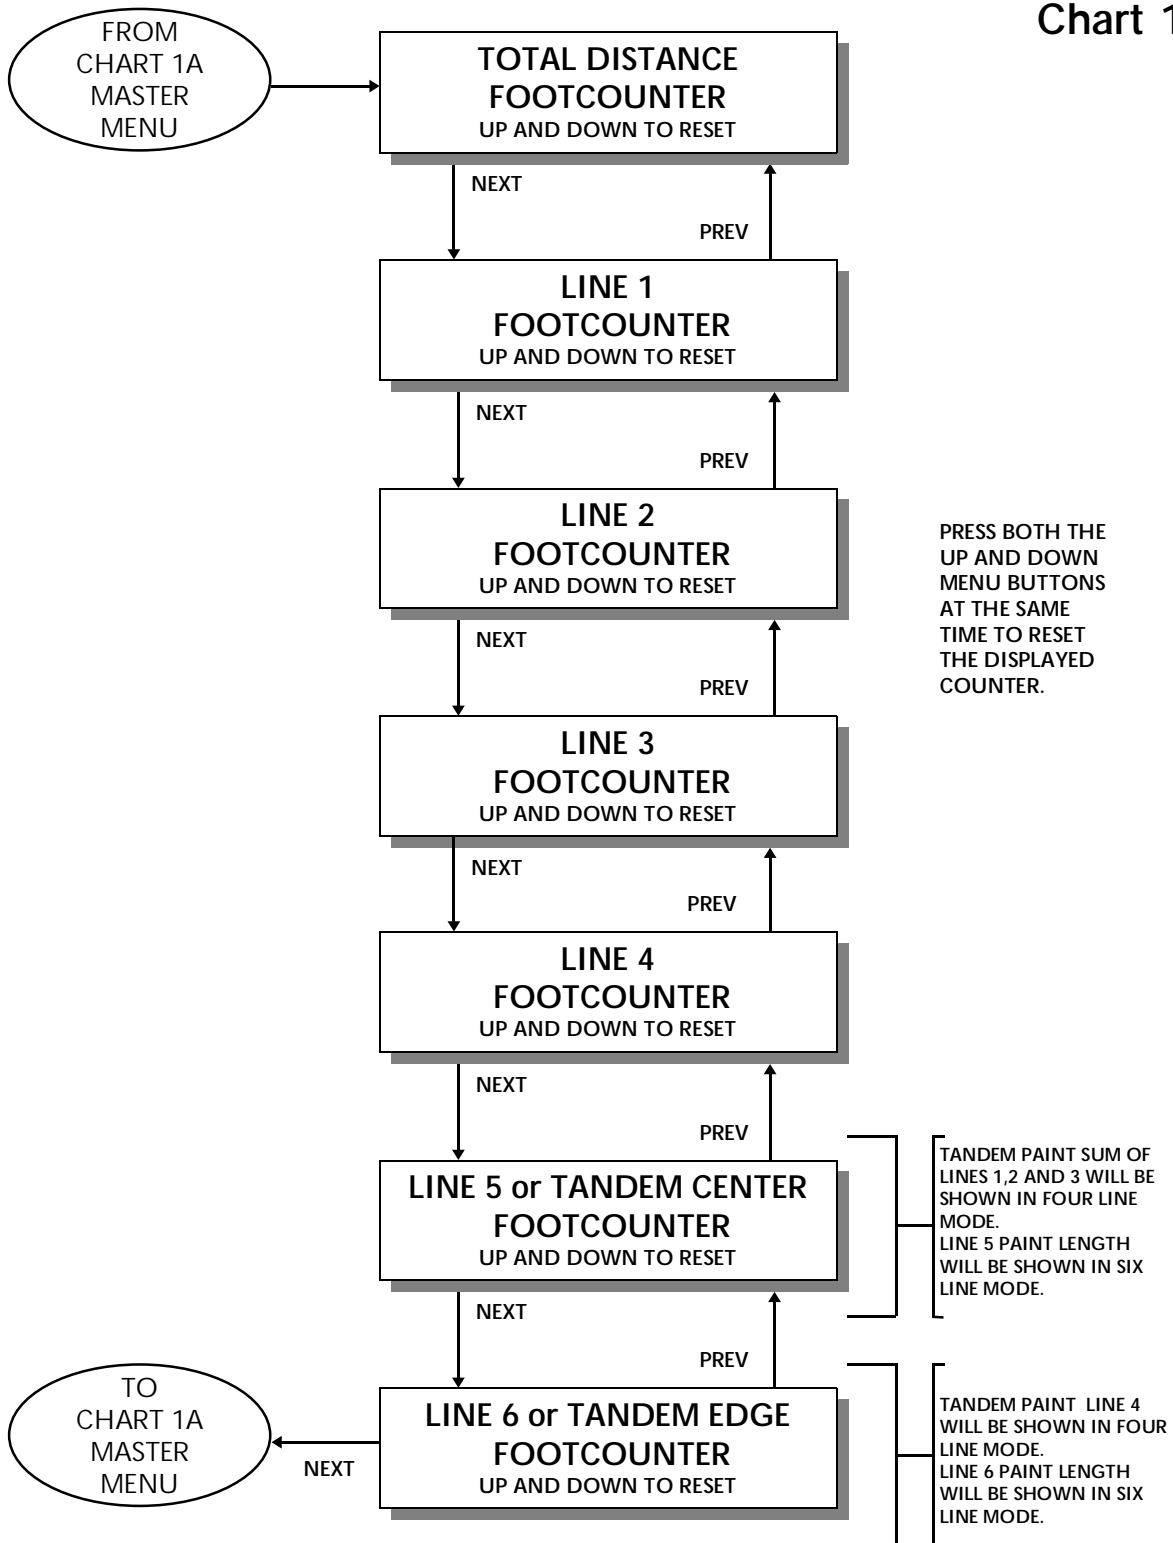 Chart 1
FROM
CHART 1A
MASTER
MENU
TOTAL DISTANCE
FOOTCOUNTER
UP AND DOWN TO RESET
NEXT
PREV
LINE 1
FOOTCOUNTER
UP AND DOWN TO RESET
NEXT
PREV
LINE 2
FOOTCOUNTER
UP AND DOWN TO RESET
PRESS BOTH THE
UP AND DOWN
MENU BUTTONS
AT THE SAME
TIME TO RESET
THE DISPLAYED
COUNTER.
NEXT
PREV
LINE 3
FOOTCOUNTER
UP AND DOWN TO RESET
NEXT
PREV
LINE 4
FOOTCOUNTER
UP AND DOWN TO RESET
NEXT
PREV
LINE 5 or TANDEM CENTER
FOOTCOUNTER
UP AND DOWN TO RESET
TANDEM PAINT SUM OF
LINES 1,2 AND 3 WILL BE
SHOWN IN FOUR LINE
MODE.
LINE 5 PAINT LENGTH
WILL BE SHOWN IN SIX
LINE MODE.
NEXT
PREV
LINE 6 or TANDEM EDGE
FOOTCOUNTER
UP AND DOWN TO RESET
TANDEM PAINT LINE 4
WILL BE SHOWN IN FOUR
LINE MODE.
LINE 6 PAINT LENGTH
WILL BE SHOWN IN SIX
LINE MODE.
NEXT
TO
CHART 1A
MASTER
MENU